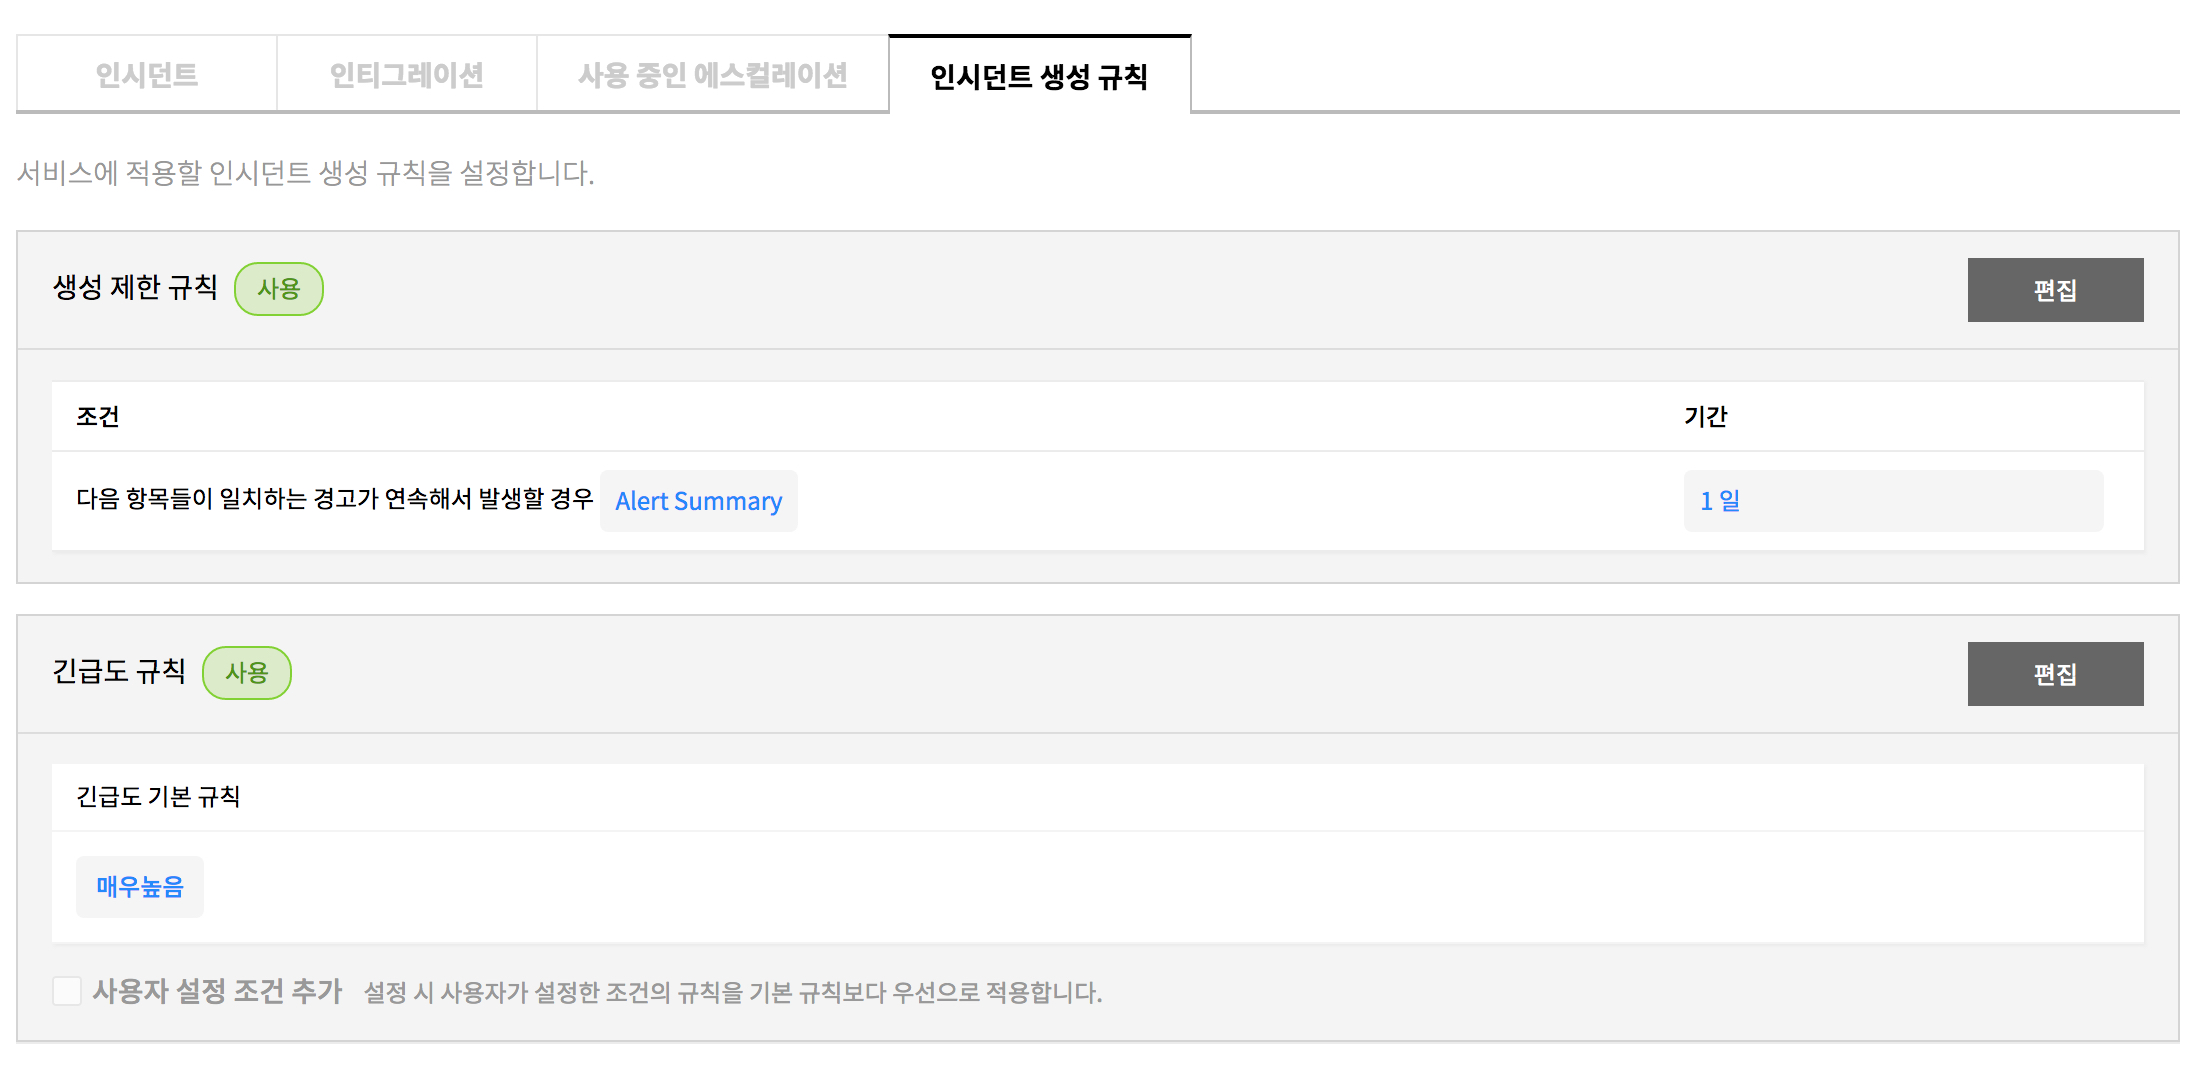 인시던트 인티그레이션 사용 중인 에스컬레이션 인시던트 생성 규칙
서비스에 적용할 인시던트 생성 규칙을 설정합니다.
생성 제한 규칙 사용 편집
조건 기간
다음 항목들이 일치하는 경고가 연속해서 발생할 경우 Alert Summary 1 일
긴급도 규칙 사용 편집
긴급도 기본 규칙
매우높음
사용자 설정 조건 추가 설정 시 사용자가 설정한 조건의 규칙을 기본 규칙보다 우선으로 적용합니다.